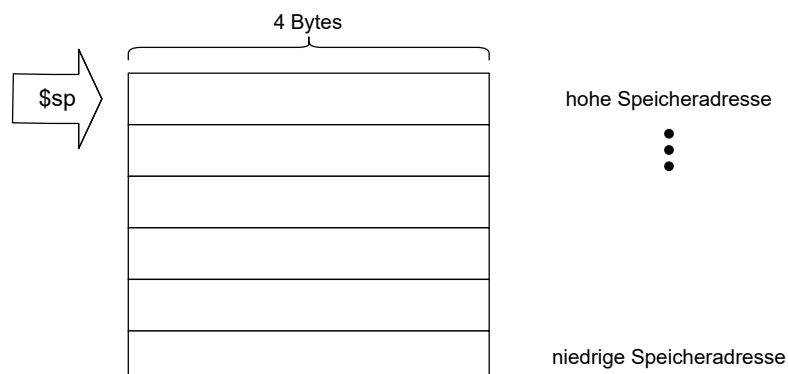 4 Bytes
$sp
hohe Speicheradresse
niedrige Speicheradresse